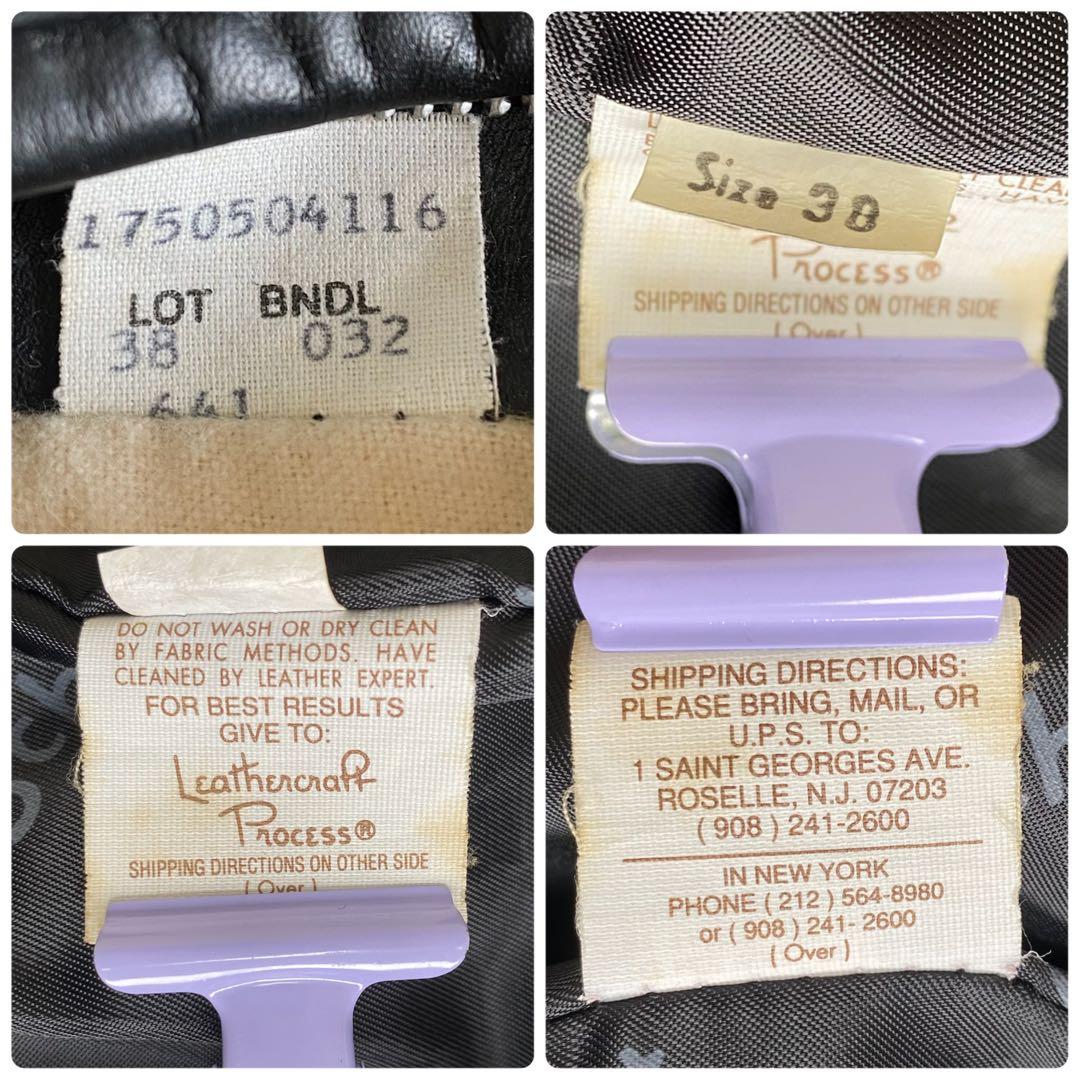 1750504116
LOT BNDL
38 032
641
Size 38
CLEA
Process®
SHIPPING DIRECTIONS ON OTHER SIDE
( Over )
DO NOT WASH OR DRY CLEAN
BY FABRIC METHODS. HAVE
CLEANED BY LEATHER EXPERT.
FOR BEST RESULTS
GIVE TO:
Leathercraft
Process®
SHIPPING DIRECTIONS ON OTHER SIDE
( Over )
SHIPPING DIRECTIONS:
PLEASE BRING, MAIL, OR
U.P.S. TO:
1 SAINT GEORGES AVE.
ROSELLE, N.J. 07203
( 908 ) 241-2600
IN NEW YORK
PHONE ( 212 ) 564-8980
or ( 908 ) 241- 2600
( Over )